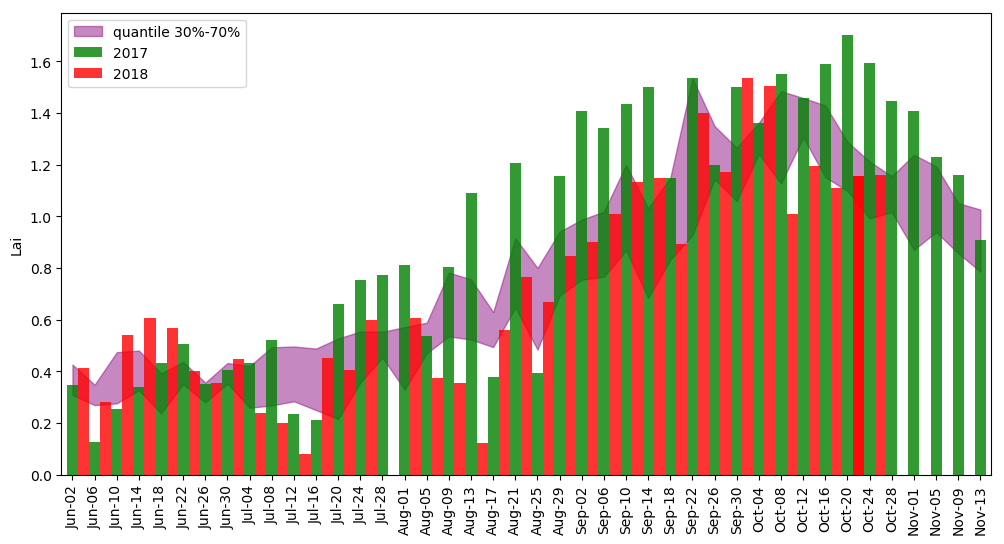 quantile 30%-70%
2017
2018
Lai
1.6
1.4
1.2
1.0
0.8
0.6
0.4
0.2
0.0
Jun-02
Jun-06
Jun-10
Jun-14
Jun-18
Jun-22
Jun-26
Jun-30
Jul-04
Jul-08
Jul-12
Jul-16
Jul-20
Jul-24
Jul-28
Aug-01
Aug-05
Aug-09
Aug-13
Aug-17
Aug-21
Aug-25
Aug-29
Sep-02
Sep-06
Sep-10
Sep-14
Sep-18
Sep-22
Sep-26
Sep-30
Oct-04
Oct-08
Oct-12
Oct-16
Oct-20
Oct-24
Oct-28
Nov-01
Nov-05
Nov-09
Nov-13